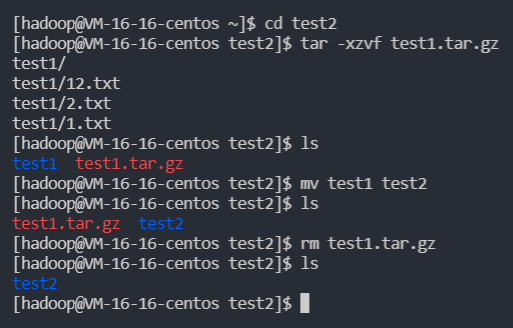 [hadoop@VM-16-16-centos ~]$ cd test2
[hadoop@VM-16-16-centos test2]$ tar -xzvf test1.tar.gz
test1/
test1/12.txt
test1/2.txt
test1/1.txt
[hadoop@VM-16-16-centos test2]$ ls
test1  test1.tar.gz
[hadoop@VM-16-16-centos test2]$ mv test1 test2
[hadoop@VM-16-16-centos test2]$ ls
test1.tar.gz  test2
[hadoop@VM-16-16-centos test2]$ rm test1.tar.gz
[hadoop@VM-16-16-centos test2]$ ls
test2
[hadoop@VM-16-16-centos test2]$